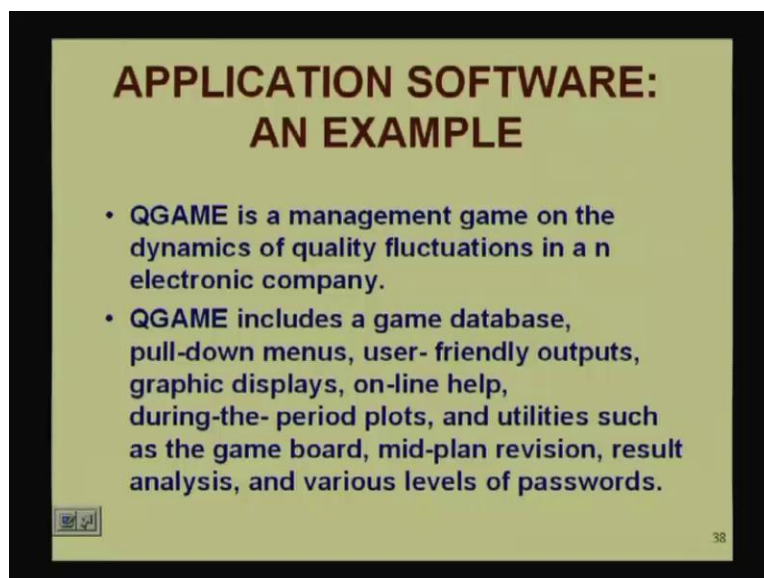 APPLICATION SOFTWARE:
AN EXAMPLE
• QGAME is a management game on the
dynamics of quality fluctuations in a n
electronic company.
• QGAME includes a game database,
pull-down menus, user- friendly outputs,
graphic displays, on-line help,
during-the- period plots, and utilities such
as the game board, mid-plan revision, result
analysis, and various levels of passwords.
38